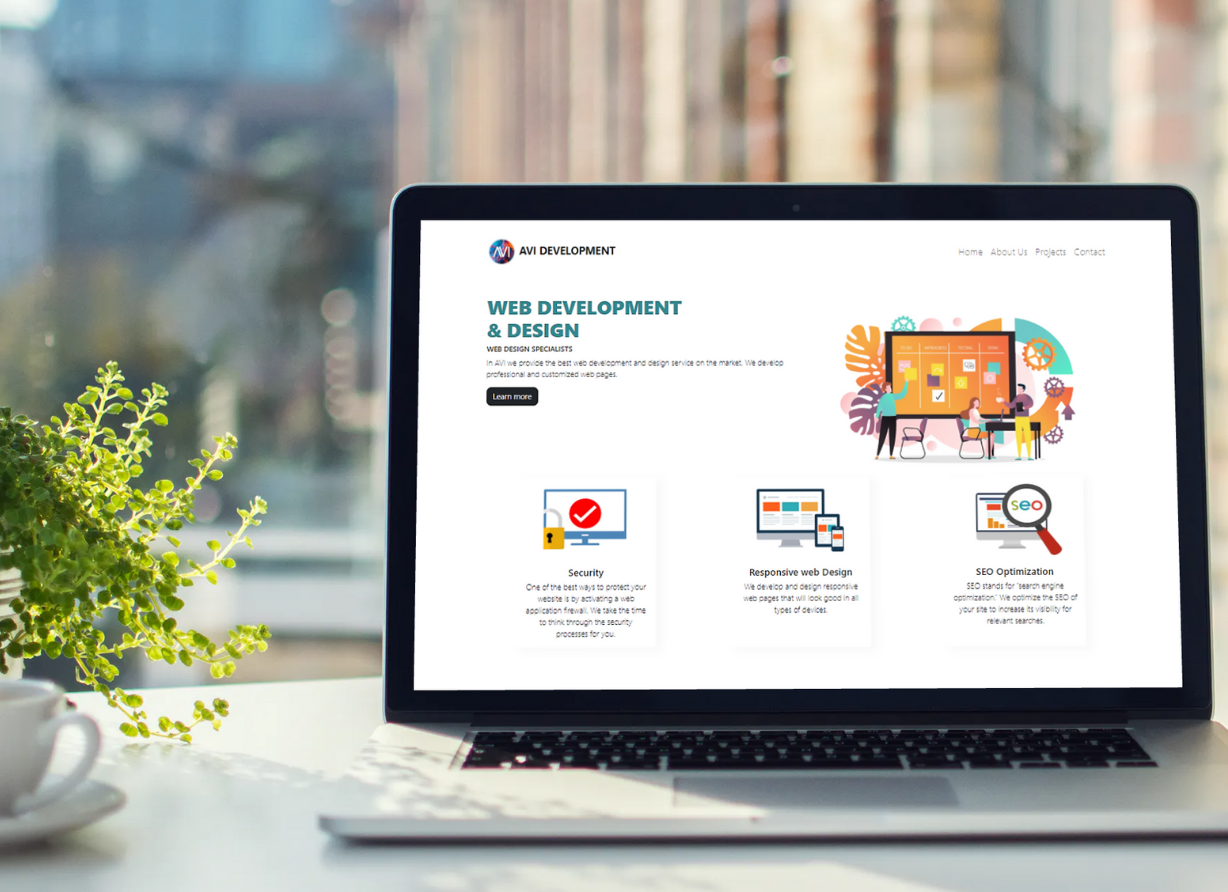 AVI AVI DEVELOPMENT
Home About Us Projects Contact
WEB DEVELOPMENT
& DESIGN
WEB DESIGN SPECIALISTS
In AVI we provide the best web development and design service on the market. We develop
professional and customized web pages.
Learn more
seo
Security
One of the best ways to protect your
website is by activating a web
application firewall. We take the time
to think through the security
processes for you.
Responsive web Design
We develop and design responsive
web pages that will look good in all
types of devices.
SEO Optimization
SEO stands for "search engine
optimization." We optimize the SEO of
your site to increase its visibility for
relevant searches.